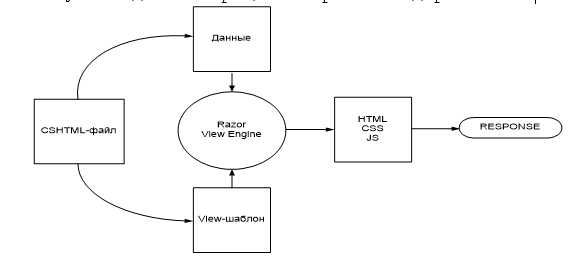 Данные
CSHTML-файл
Razor
View Engine
HTML
CSS
JS
RESPONSE
View-шаблон